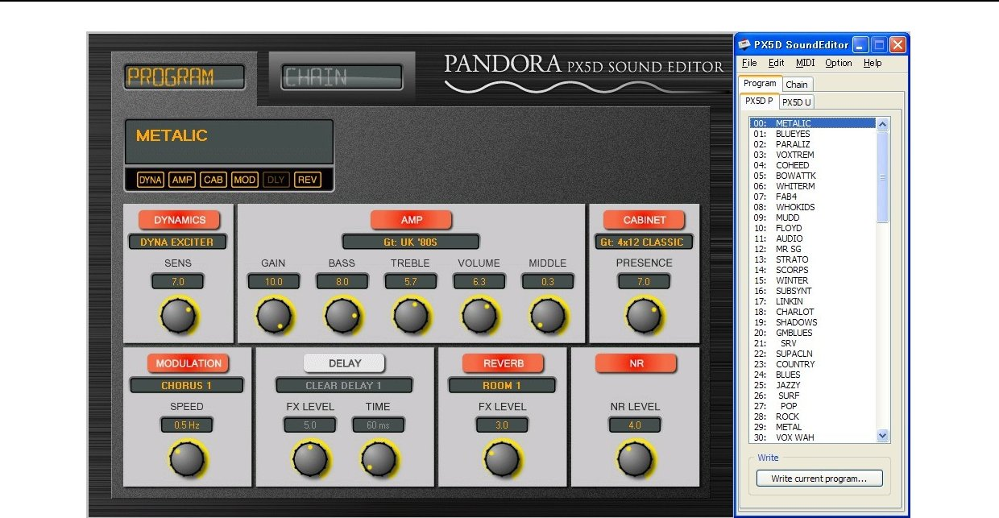 PROGRAM
CHAIN
PANDORA PX5D SOUND EDITOR
METALIC
DYNA AMP CAB MOD DLY REV
DYNAMICS
DYNA EXCITER
SENS
7.0
AMP
Gt: UK '80S
GAIN BASS TREBLE VOLUME MIDDLE
10.0 8.0 5.7 6.3 0.3
CABINET
Gt: 4x12 CLASSIC
PRESENCE
7.0
MODULATION
CHORUS 1
SPEED
0.5 Hz
DELAY
CLEAR DELAY 1
FX LEVEL TIME
5.0 60 ms
REVERB
ROOM 1
FX LEVEL
3.0
NR
NR LEVEL
4.0
PX5D SoundEditor
File Edit MIDI Option Help
Program Chain
PX5D P PX5D U
00: METALIC
01: BLUEYES
02: PARALIZ
03: VOXTREM
04: COHEED
05: BOWATTK
06: WHITERM
07: FAB4
08: WHOKIDS
09: MUDD
10: FLOYD
11: AUDIO
12: MR SG
13: STRATO
14: SCORPS
15: WINTER
16: SUBSYNT
17: LINKIN
18: CHARLOT
19: SHADOWS
20: GMBLUES
21: SRV
22: SUPACLN
23: COUNTRY
24: BLUES
25: JAZZY
26: SURF
27: POP
28: ROCK
29: METAL
30: VOX WAH
Write
Write current program...